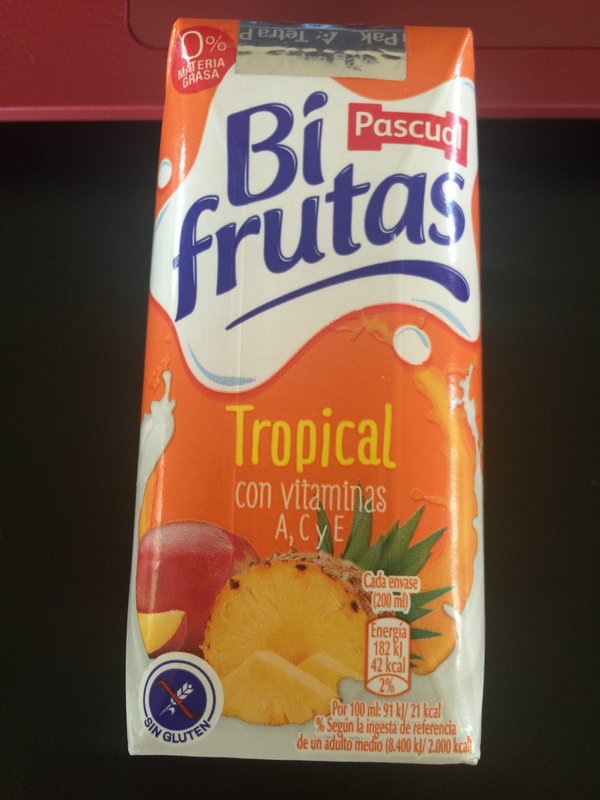 Pak, A: Tetra P
0%
MATERIA
GRASA
Pascual
Bi
frutas
Tropical
con vitaminas
A, C y E
Cada envase
(200 ml)
Energía
182 kJ
42 kcal
2%
SIN GLUTEN
Por 100 ml: 91 kJ/ 21 kcal
% Según la ingesta de referencia
de un adulto medio (8.400 kJ/ 2.000 kcal)